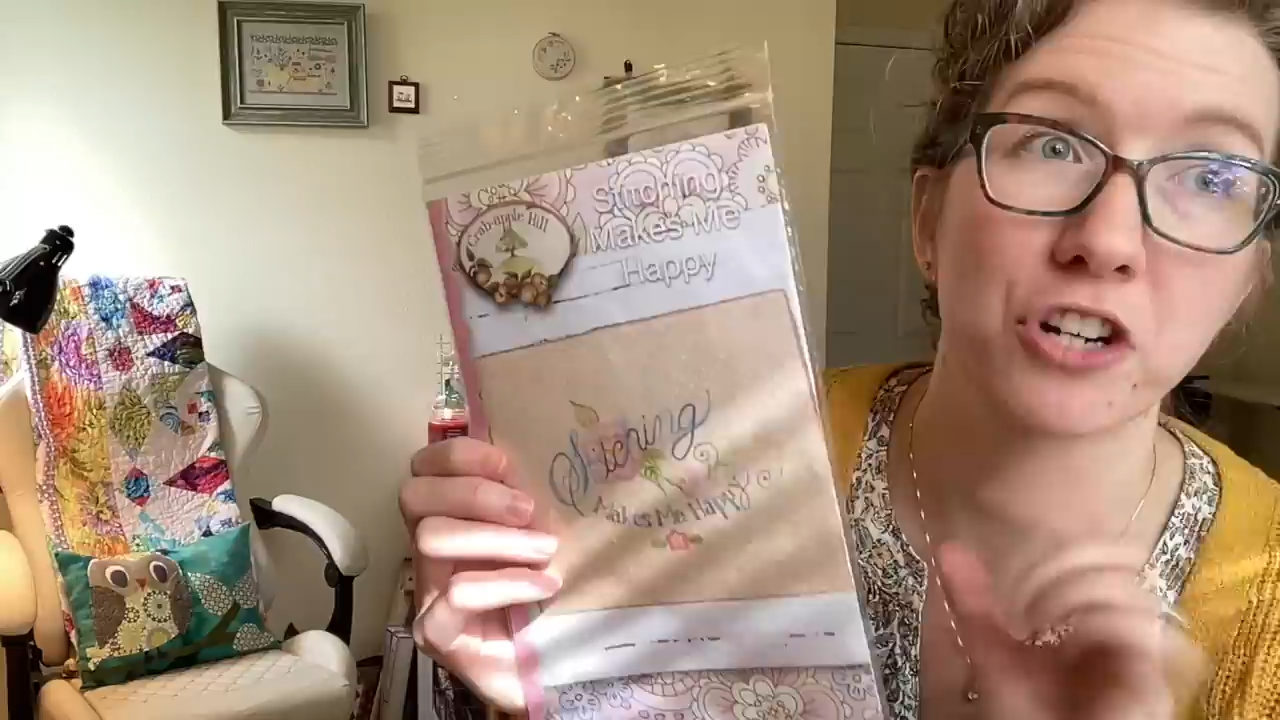 Crab-apple Hill
Stitching
Makes Me
Happy
Stitching
Makes Me Happy